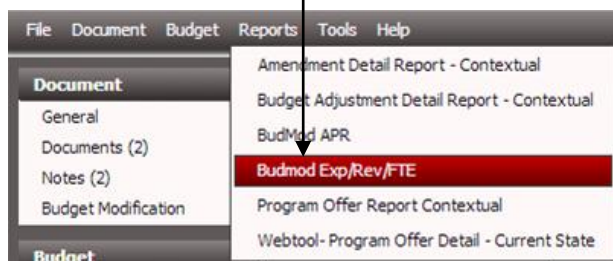 File Document Budget Reports Tools Help
Document
General
Documents (2)
Notes (2)
Budget Modification
Budget
Amendment Detail Report - Contextual
Budget Adjustment Detail Report - Contextual
BudMod APR
Budmod Exp/Rev/FTE
Program Offer Report Contextual
Webtool- Program Offer Detail - Current State